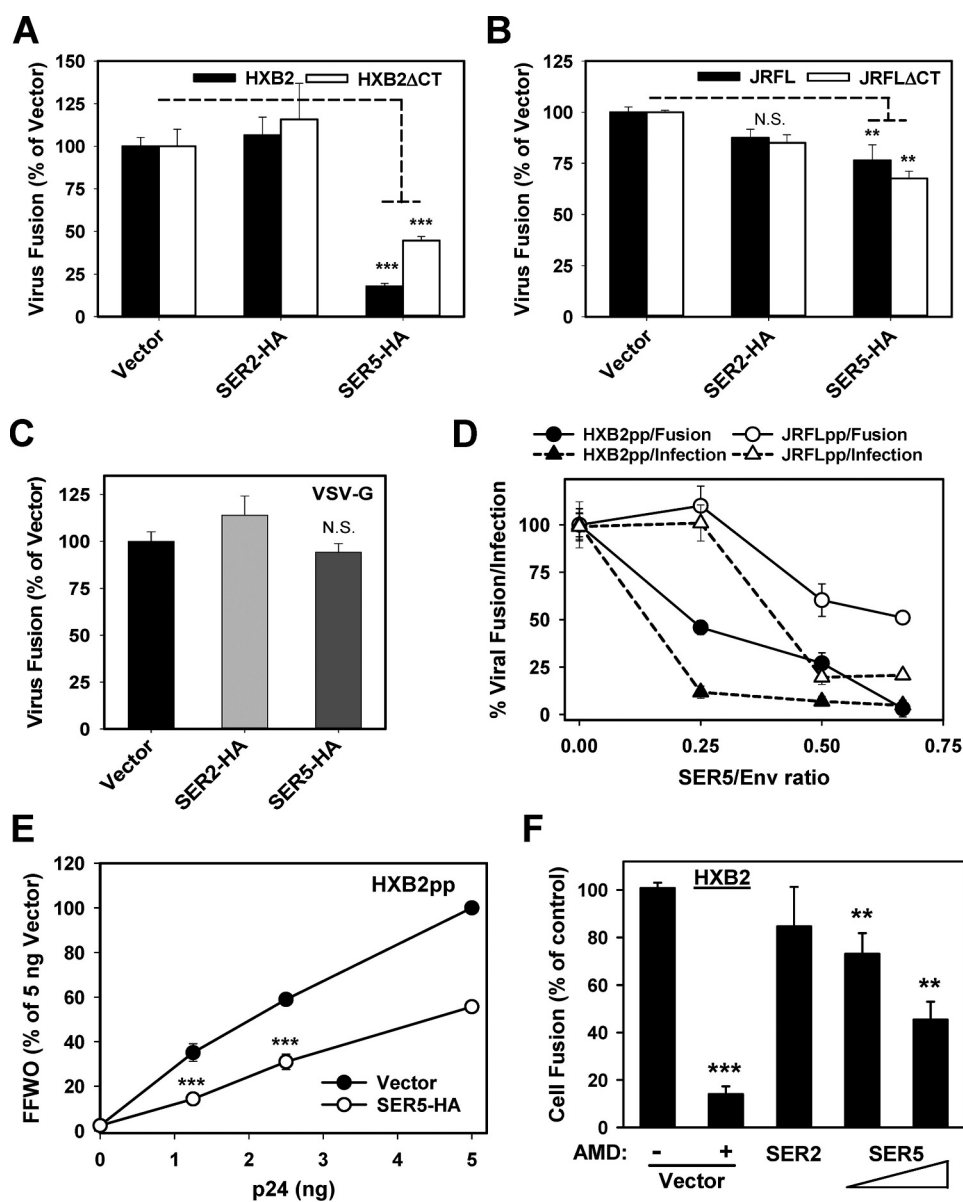 A
HXB2 HXB2ΔCT
Virus Fusion (% of Vector)
150
125
100
75
50
25
0
*** ***
Vector SER2-HA SER5-HA
B
JRFL JRFLΔCT
Virus Fusion (% of Vector)
125
100
75
50
25
0
N.S.
** **
Vector SER2-HA SER5-HA
C
VSV-G
Virus Fusion (% of Vector)
125
100
75
50
25
0
N.S.
Vector SER2-HA SER5-HA
D
HXB2pp/Fusion JRFLpp/Fusion
HXB2pp/Infection JRFLpp/Infection
% Viral Fusion/Infection
100
75
50
25
0
0.00 0.25 0.50 0.75
SER5/Env ratio
E
HXB2pp
FFWO (% of 5 ng Vector)
120
100
80
60
40
20
0
*** ***
Vector
SER5-HA
0 1 2 3 4 5
p24 (ng)
F
HXB2
Cell Fusion (% of control)
100
80
60
40
20
0
*** ** **
AMD: - + SER2 SER5
Vector